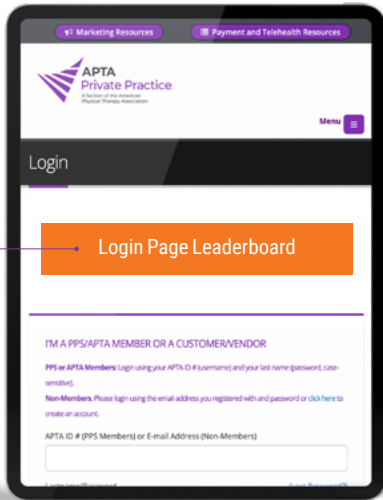 Marketing Resources
Payment and Telehealth Resources
APTA
Private Practice
A Section of the American
Physical Therapy Association
Menu
Login
Login Page Leaderboard
I'M A PPS/APTA MEMBER OR A CUSTOMER/VENDOR
PPS or APTA Members: Login using your APTA ID # (username) and your last name (password, case-
sensitive).
Non-Members, Please login using the email address you registered with and password or click here to
create an account.
APTA ID # (PPS Members) or E-mail Address (Non-Members)
Lastname/Password